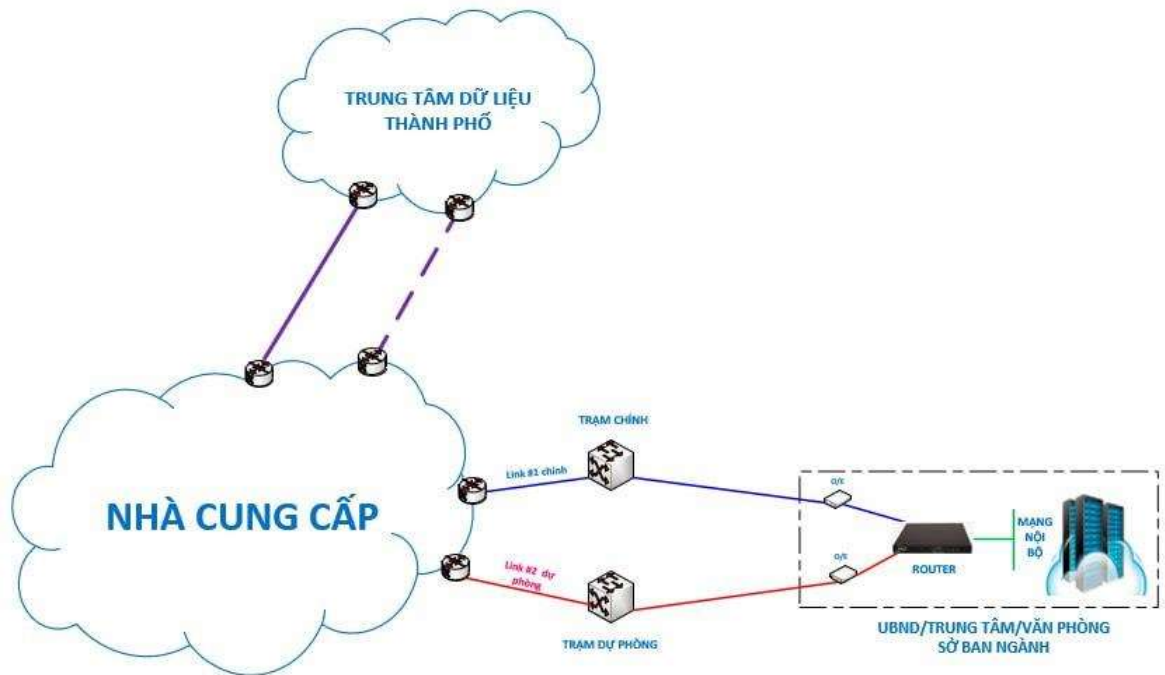 TRUNG TÂM DỮ LIỆU
THÀNH PHỐ
TRẠM CHÍNH
Link #1 chính
O/E
NHÀ CUNG CẤP
MẠNG
NỘI
BỘ
O/E
ROUTER
Link #2 dự
phòng
TRẠM DỰ PHÒNG
UBND/TRUNG TÂM/VĂN PHÒNG
SỞ BAN NGÀNH